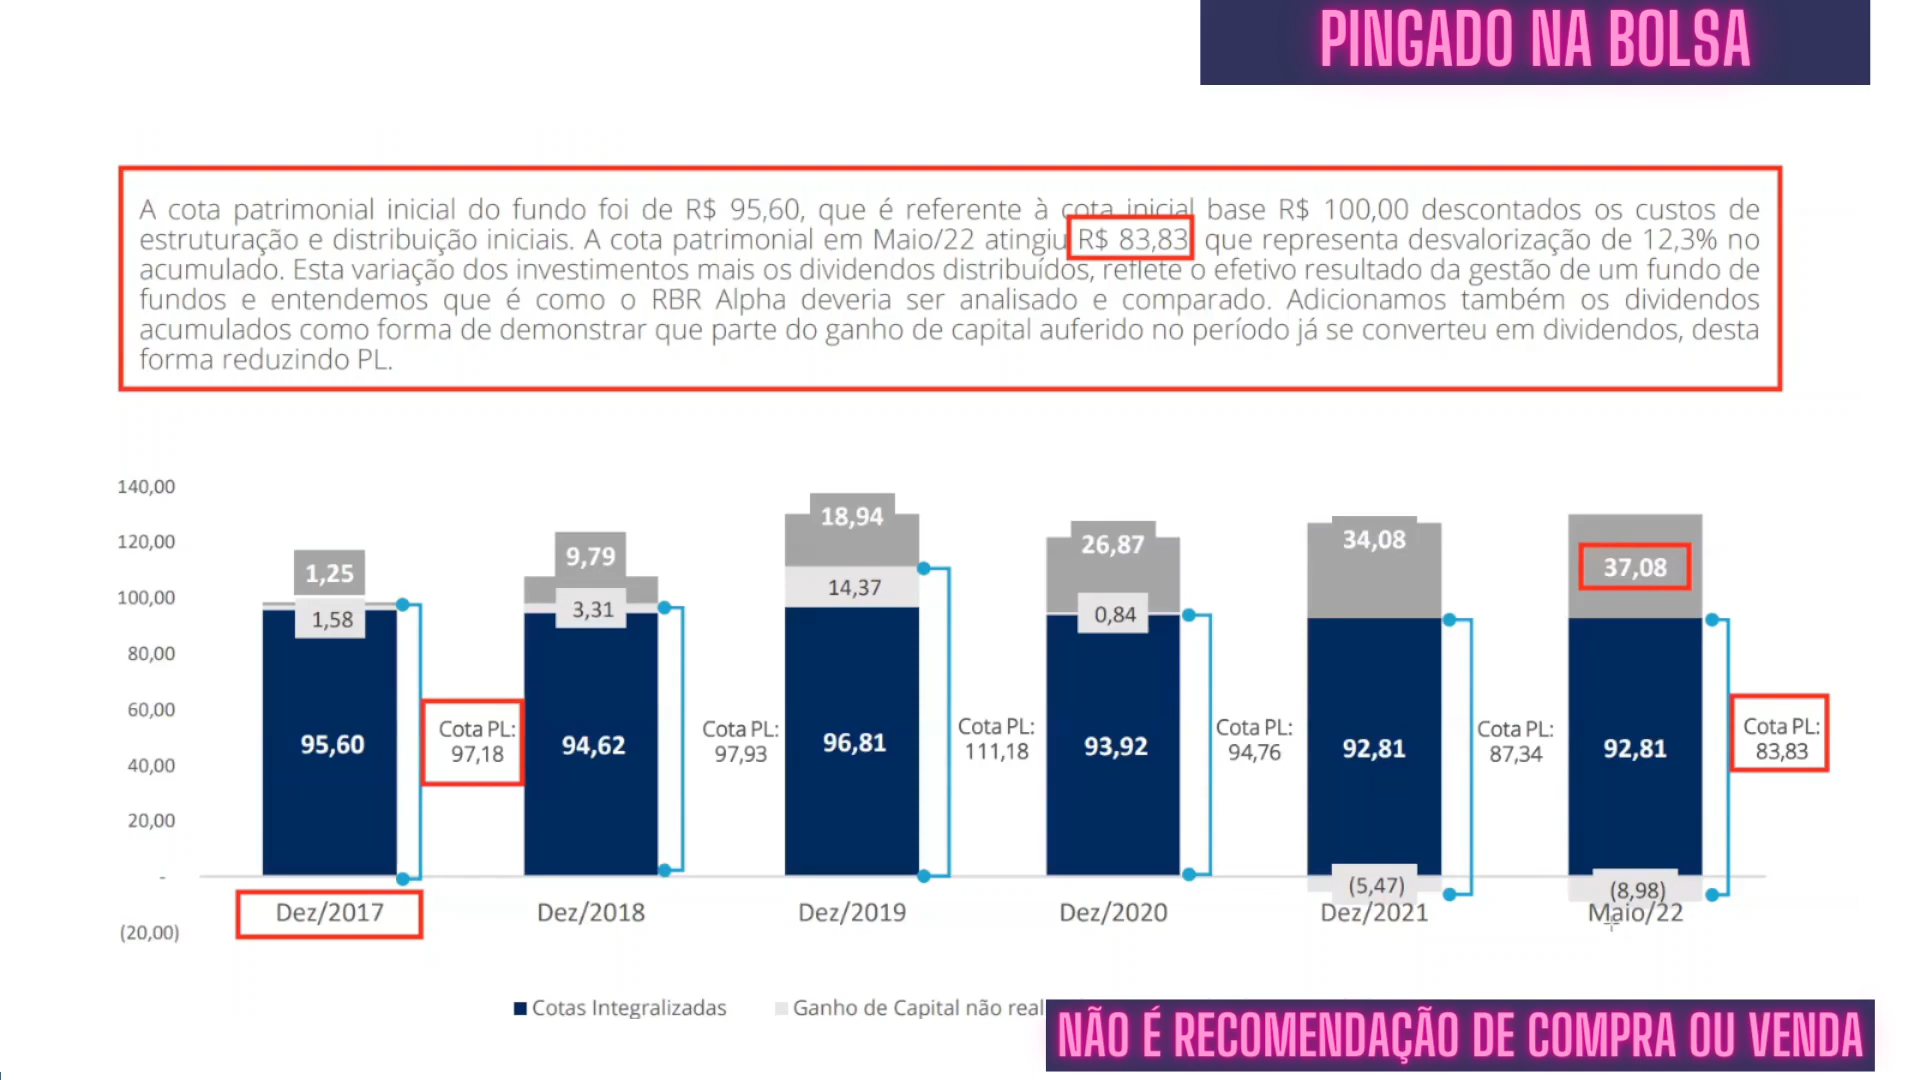 PINGADO NA BOLSA
A cota patrimonial inicial do fundo foi de R$ 95,60, que é referente à cota inicial base R$ 100,00 descontados os custos de
estruturação e distribuição iniciais. A cota patrimonial em Maio/22 atingiu R$ 83,83 que representa desvalorização de 12,3% no
acumulado. Esta variação dos investimentos mais os dividendos distribuídos, reflete o efetivo resultado da gestão de um fundo de
fundos e entendemos que é como o RBR Alpha deveria ser analisado e comparado. Adicionamos também os dividendos
acumulados como forma de demonstrar que parte do ganho de capital auferido no período já se converteu em dividendos, desta
forma reduzindo PL.
140,00
120,00
100,00
80,00
60,00
40,00
20,00
-
(20,00)
1,25
1,58
95,60
Cota PL:
97,18
Dez/2017
9,79
3,31
94,62
Cota PL:
97,93
Dez/2018
18,94
14,37
96,81
Cota PL:
111,18
Dez/2019
26,87
0,84
93,92
Cota PL:
94,76
Dez/2020
34,08
92,81
(5,47)
Cota PL:
87,34
Dez/2021
37,08
92,81
(8,98)
Cota PL:
83,83
Maio/22
Cotas Integralizadas
Ganho de Capital não real
NÃO É RECOMENDAÇÃO DE COMPRA OU VENDA